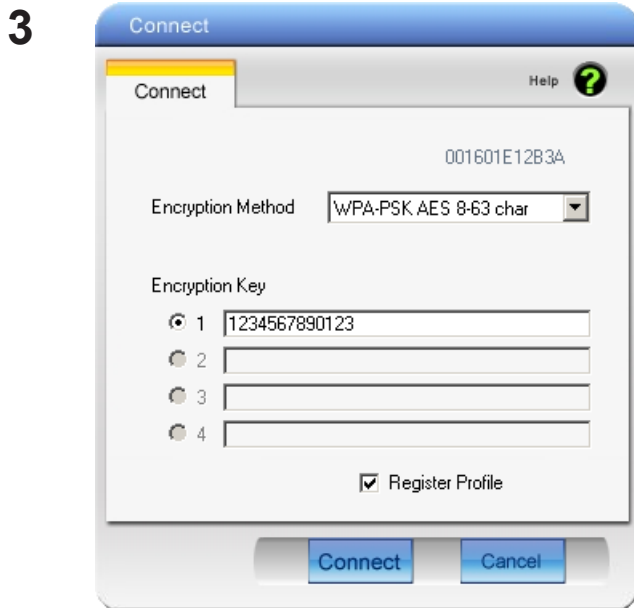 3
Connect
Connect
Help ?
001601E12B3A
Encryption Method WPA-PSK AES 8-63 char
Encryption Key
1 1234567890123
2
3
4
Register Profile
Connect Cancel